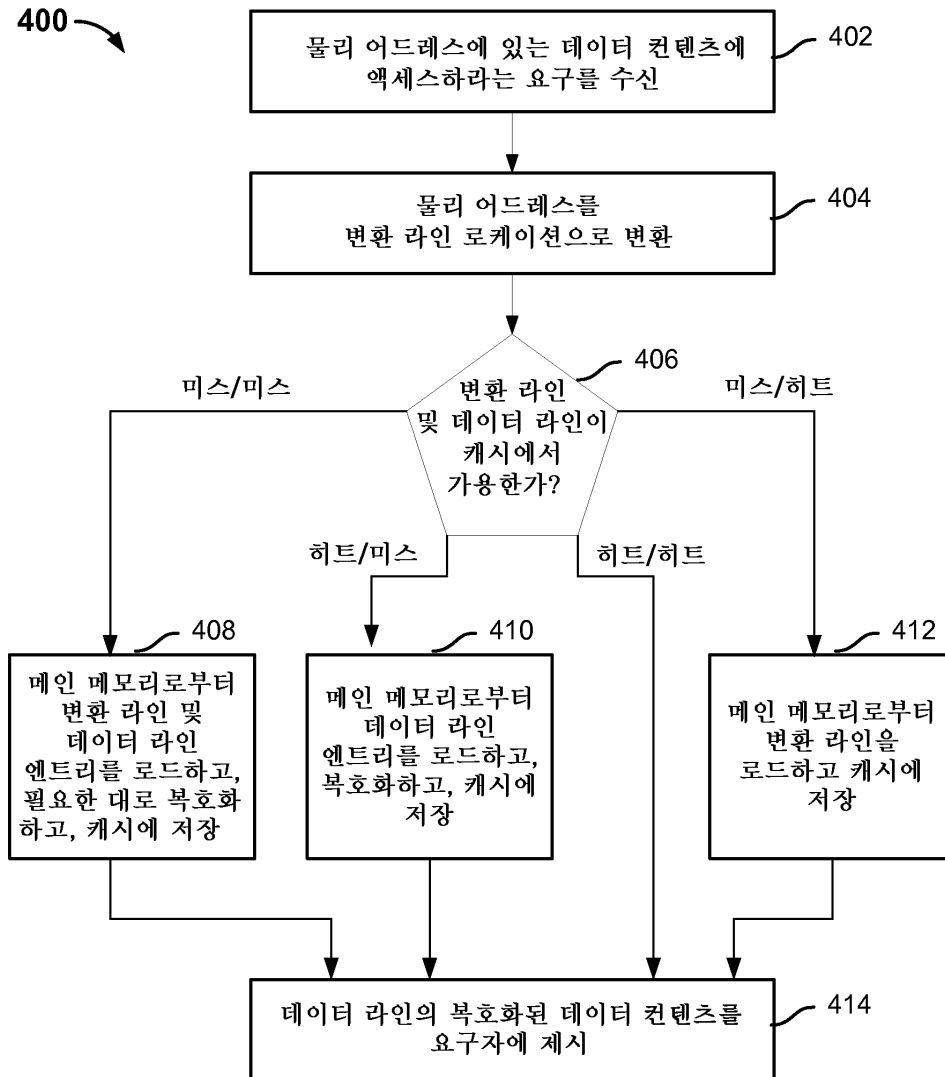 400
물리 어드레스에 있는 데이터 컨텐츠에
액세스하라는 요구를 수신
402
물리 어드레스를
변환 라인 로케이션으로 변환
404
406
변환 라인
및 데이터 라인이
캐시에서
가용한가?
미스/미스
미스/히트
히트/미스
히트/히트
408
메인 메모리로부터
변환 라인 및
데이터 라인
엔트리를 로드하고,
필요한 대로 복호화
하고, 캐시에 저장
410
메인 메모리로부터
데이터 라인
엔트리를 로드하고,
복호화하고, 캐시에
저장
412
메인 메모리로부터
변환 라인을
로드하고 캐시에
저장
데이터 라인의 복호화된 데이터 컨텐츠를
요구자에 제시
414